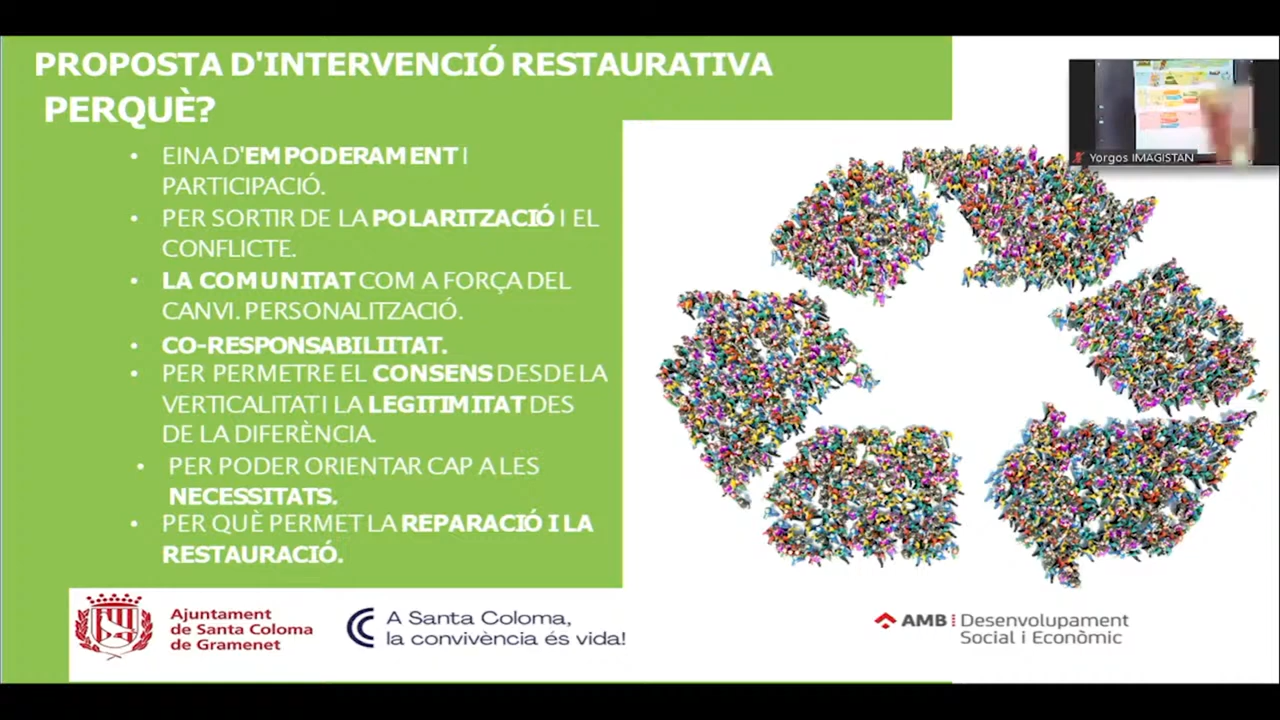 PROPOSTA D'INTERVENCIÓ RESTAURATIVA
PERQUÈ?
• EINA D'EMPODERAMENT I
PARTICIPACIÓ.
• PER SORTIR DE LA POLARITZACIÓ I EL
CONFLICTE.
• LA COMUNITAT COM A FORÇA DEL
CANVI. PERSONALITZACIÓ.
• CO-RESPONSABILIITAT.
• PER PERMETRE EL CONSENS DESDE LA
VERTICALITAT I LA LEGITIMITAT DES
DE LA DIFERÈNCIA.
• PER PODER ORIENTAR CAP A LES
NECESSITATS.
• PER QUÈ PERMET LA REPARACIÓ I LA
RESTAURACIÓ.
Yorgos IMAGISTAN
Ajuntament
de Santa Coloma
de Gramenet
A Santa Coloma,
la convivència és vida!
AMB Desenvolupament
Social i Econòmic